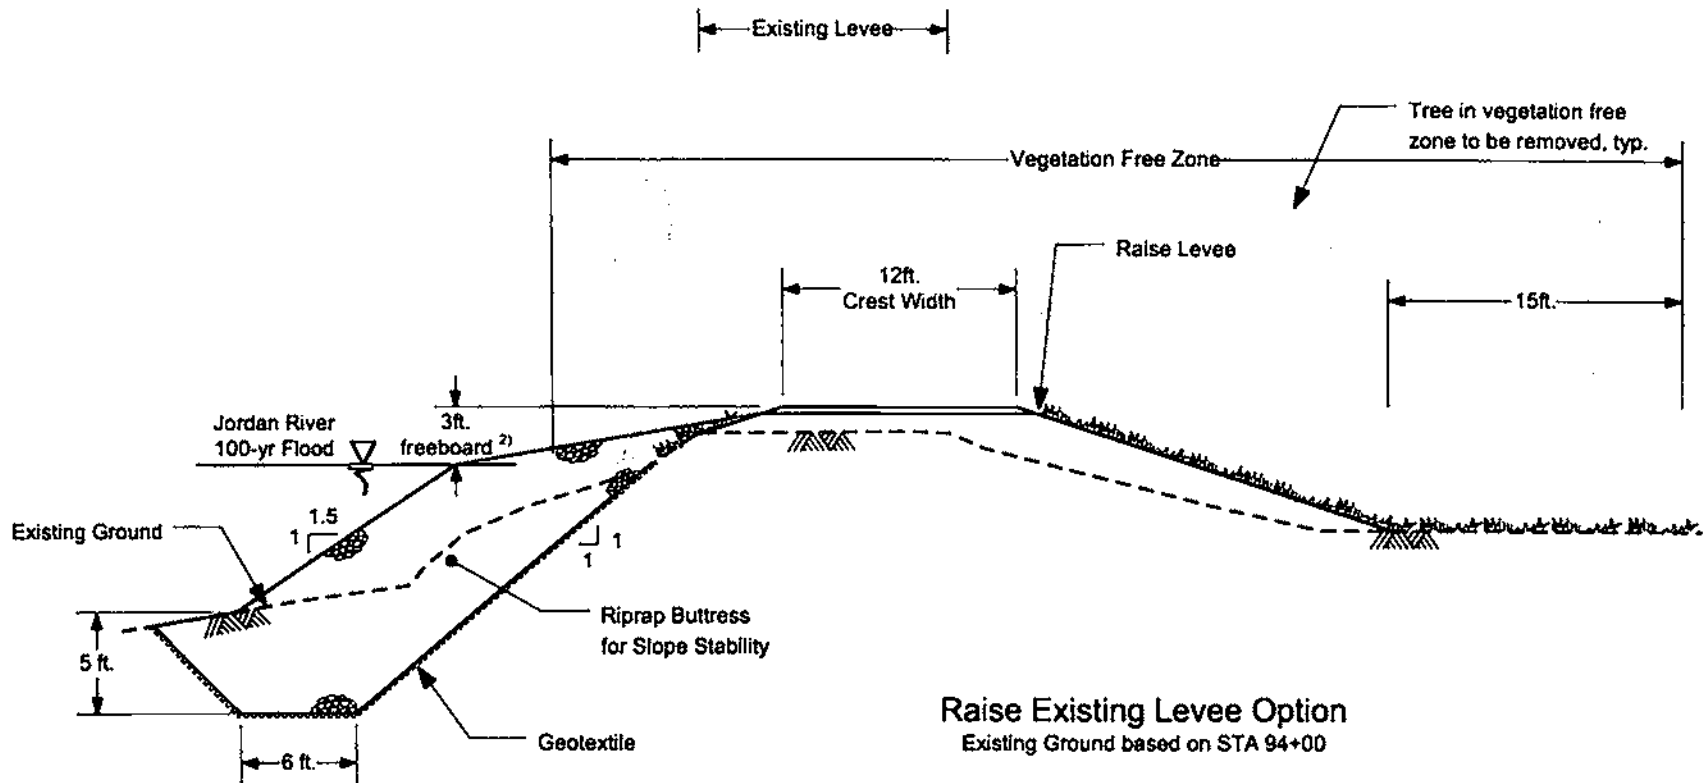 Existing Levee
Tree in vegetation free
zone to be removed, typ.
Vegetation Free Zone
Raise Levee
12ft.
Crest Width
15ft.
Jordan River
100-yr Flood
3ft.
freeboard 2)
1.5
1
Existing Ground
1
1
Riprap Buttress
for Slope Stability
5 ft.
Geotextile
6 ft.
Raise Existing Levee Option
Existing Ground based on STA 94+00